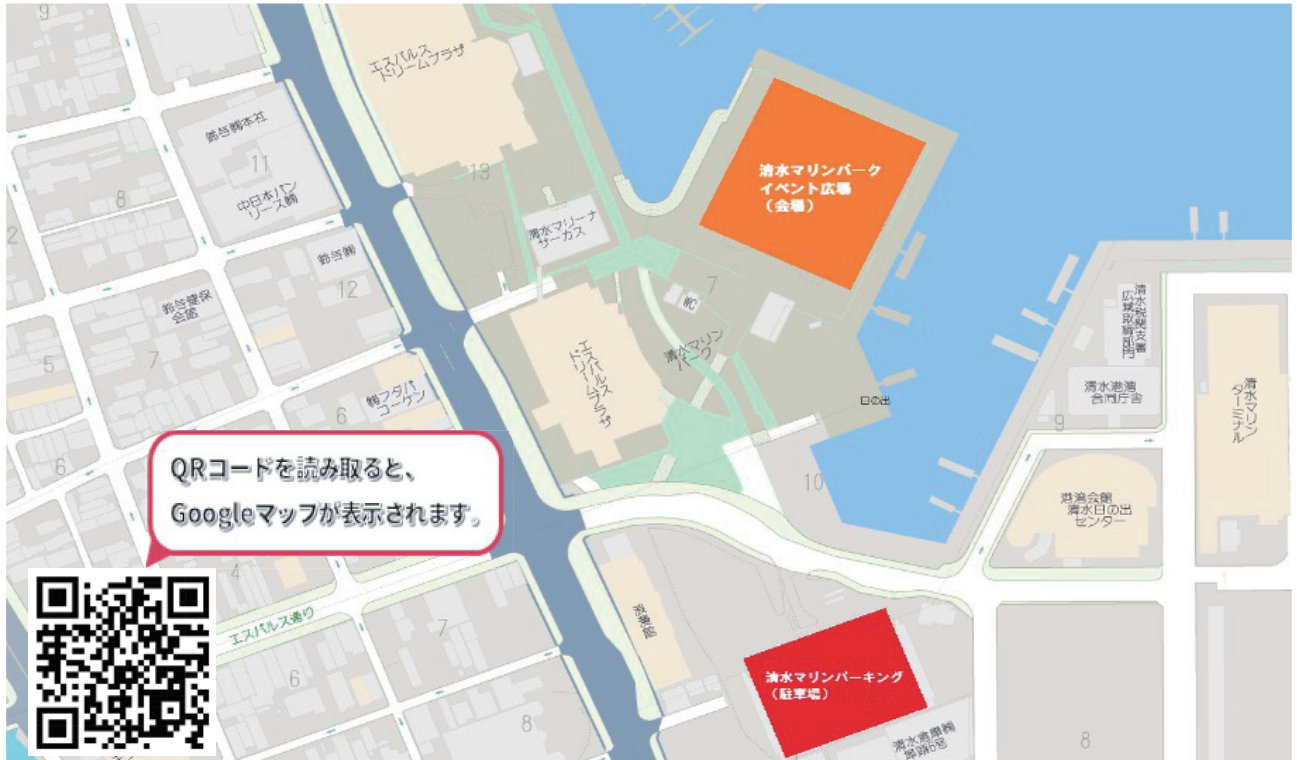 9
エスパルス
ドリームプラザ
鈴与㈱本社
11
中日本バン
リース㈱
8
13
清水マリーナ
サーカス
清水マリンパーク
イベント広場
（会場）
2
鈴与㈱
12
鈴与健保
会館
7
売
7
エスパルス
ドリームプラザ
清水マリン
パーク
清水税関支署
広域取締部門
5
6
㈱フタバ
コーケン
日の出
清水港湾
合同庁舎
9
清水マリン
ターミナル
6
10
QRコードを読み取ると、
Googleマップが表示されます。
港湾会館
清水日の出
センター
4
エスパルス通り
7
6
8
清水マリンパーキング
（駐車場）
清水倉庫㈱
8